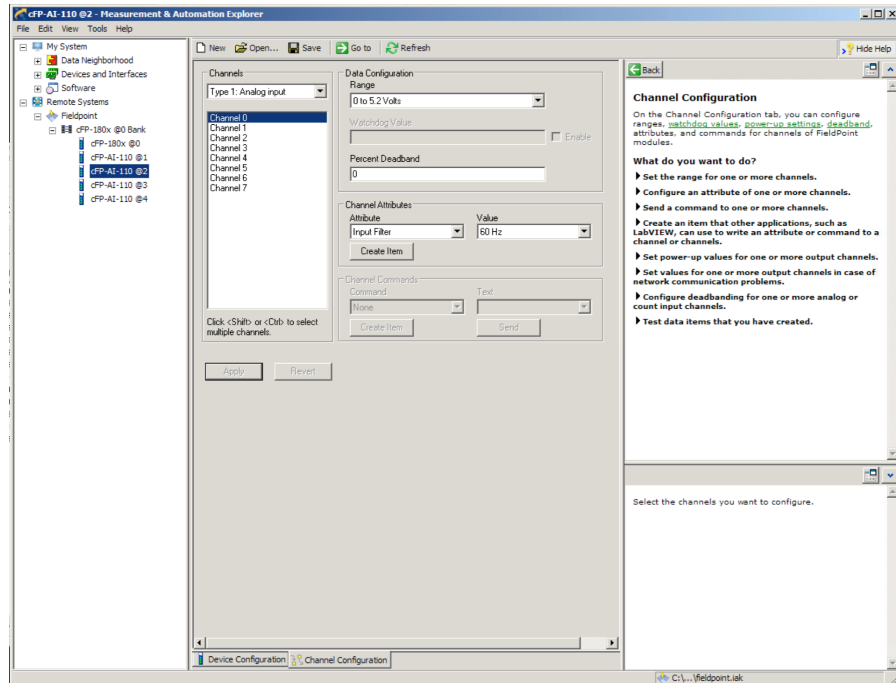 cFP-AI-110 @2 - Measurement & Automation Explorer
File Edit View Tools Help
My System
Data Neighborhood
Devices and Interfaces
Software
Remote Systems
Fieldpoint
cFP-180x @0 Bank
cFP-180x @0
cFP-AI-110 @1
cFP-AI-110 @2
cFP-AI-110 @3
cFP-AI-110 @4
New Open... Save Go to Refresh
Hide Help
Channels
Type 1: Analog input
Channel 0
Channel 1
Channel 2
Channel 3
Channel 4
Channel 5
Channel 6
Channel 7
Click <Shift> or <Ctrl> to select
multiple channels.
Data Configuration
Range
0 to 5.2 Volts
Watchdog Value
Enable
Percent Deadband
0
Channel Attributes
Attribute Value
Input Filter 60 Hz
Create Item
Channel Commands
Command Text
None
Create Item Send
Apply Revert
Device Configuration Channel Configuration
Back
Channel Configuration
On the Channel Configuration tab, you can configure
ranges, watchdog values, power-up settings, deadband,
attributes, and commands for channels of FieldPoint
modules.
What do you want to do?
Set the range for one or more channels.
Configure an attribute of one or more channels.
Send a command to one or more channels.
Create an item that other applications, such as
LabVIEW, can use to write an attribute or command to a
channel or channels.
Set power-up values for one or more output channels.
Set values for one or more output channels in case of
network communication problems.
Configure deadbanding for one or more analog or
count input channels.
Test data items that you have created.
Select the channels you want to configure.
C:\...\fieldpoint.iak